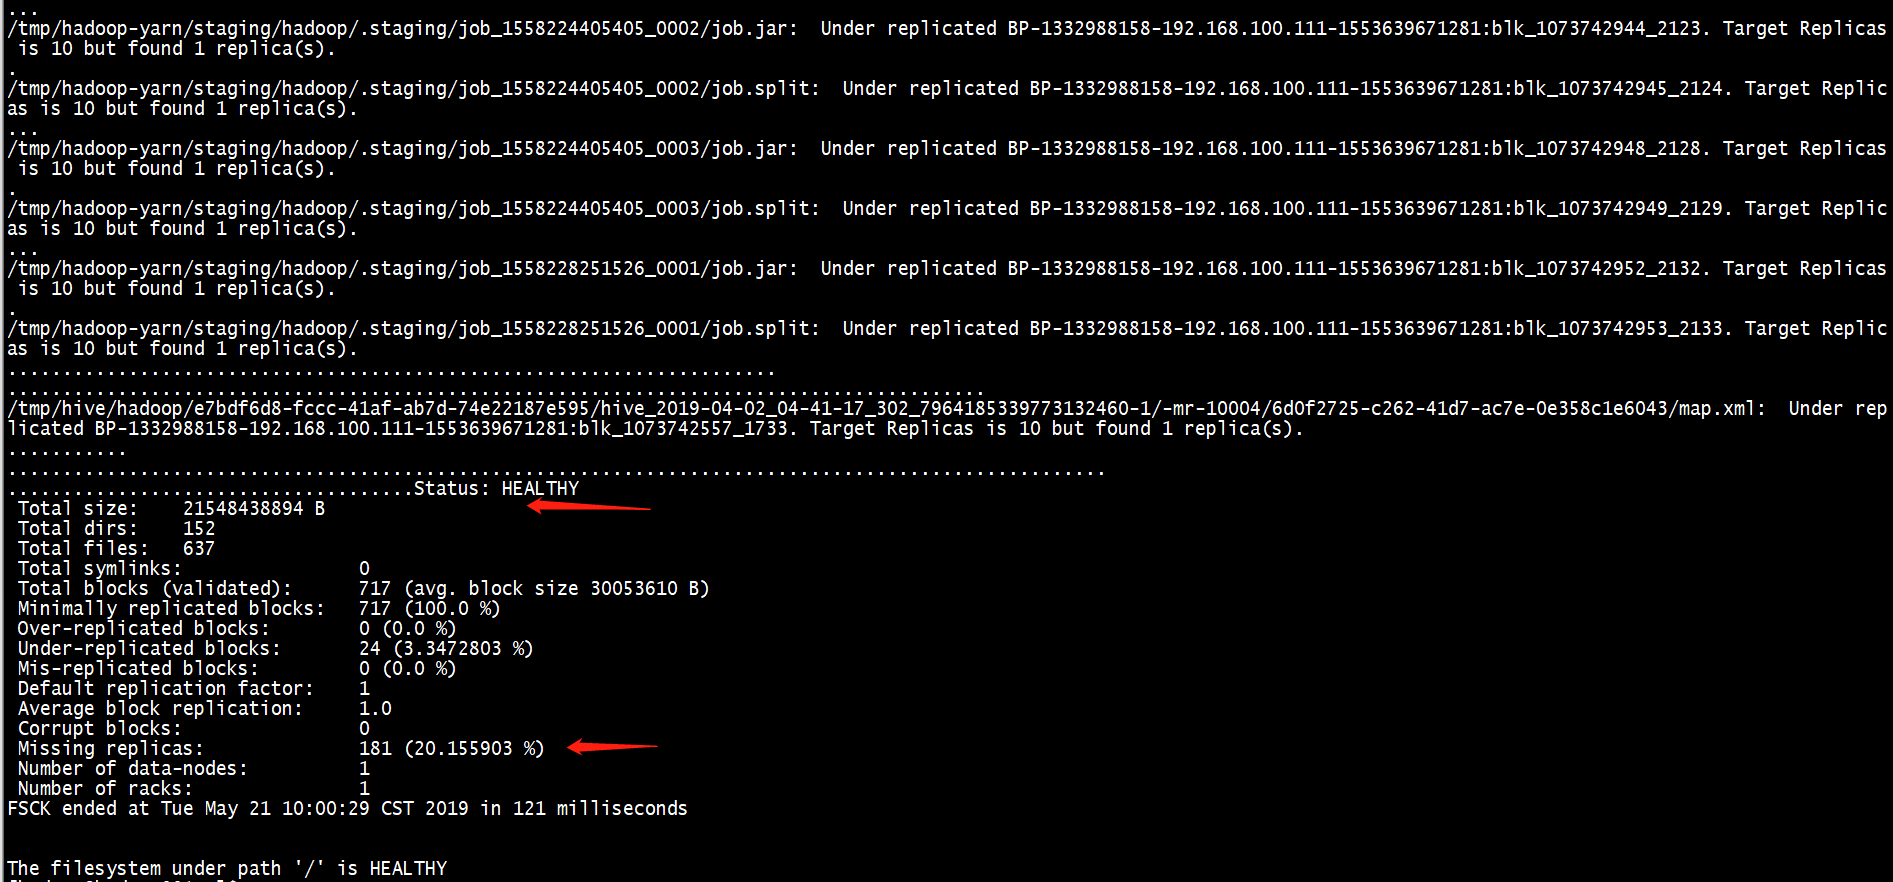 ...
/tmp/hadoop-yarn/staging/hadoop/.staging/job_1558224405405_0002/job.jar:  Under replicated BP-1332988158-192.168.100.111-1553639671281:blk_1073742944_2123. Target Replicas
 is 10 but found 1 replica(s).
.
/tmp/hadoop-yarn/staging/hadoop/.staging/job_1558224405405_0002/job.split:  Under replicated BP-1332988158-192.168.100.111-1553639671281:blk_1073742945_2124. Target Replic
as is 10 but found 1 replica(s).
...
/tmp/hadoop-yarn/staging/hadoop/.staging/job_1558224405405_0003/job.jar:  Under replicated BP-1332988158-192.168.100.111-1553639671281:blk_1073742948_2128. Target Replicas
 is 10 but found 1 replica(s).
.
/tmp/hadoop-yarn/staging/hadoop/.staging/job_1558224405405_0003/job.split:  Under replicated BP-1332988158-192.168.100.111-1553639671281:blk_1073742949_2129. Target Replic
as is 10 but found 1 replica(s).
...
/tmp/hadoop-yarn/staging/hadoop/.staging/job_1558228251526_0001/job.jar:  Under replicated BP-1332988158-192.168.100.111-1553639671281:blk_1073742952_2132. Target Replicas
 is 10 but found 1 replica(s).
.
/tmp/hadoop-yarn/staging/hadoop/.staging/job_1558228251526_0001/job.split:  Under replicated BP-1332988158-192.168.100.111-1553639671281:blk_1073742953_2133. Target Replic
as is 10 but found 1 replica(s).
......................................................................
.........................................................................................
/tmp/hive/hadoop/e7bdf6d8-fccc-41af-ab7d-74e22187e595/hive_2019-04-02_04-41-17_302_7964185339773132460-1/-mr-10004/6d0f2725-c262-41d7-ac7e-0e358c1e6043/map.xml:  Under rep
licated BP-1332988158-192.168.100.111-1553639671281:blk_1073742557_1733. Target Replicas is 10 but found 1 replica(s).
...........
....................................................................................................
.....................................Status: HEALTHY
 Total size:    21548438894 B
 Total dirs:    152
 Total files:   637
 Total symlinks:                0
 Total blocks (validated):      717 (avg. block size 30053610 B)
 Minimally replicated blocks:   717 (100.0 %)
 Over-replicated blocks:        0 (0.0 %)
 Under-replicated blocks:       24 (3.3472803 %)
 Mis-replicated blocks:         0 (0.0 %)
 Default replication factor:    1
 Average block replication:     1.0
 Corrupt blocks:                0
 Missing replicas:              181 (20.155903 %)
 Number of data-nodes:          1
 Number of racks:               1
FSCK ended at Tue May 21 10:00:29 CST 2019 in 121 milliseconds
The filesystem under path '/' is HEALTHY